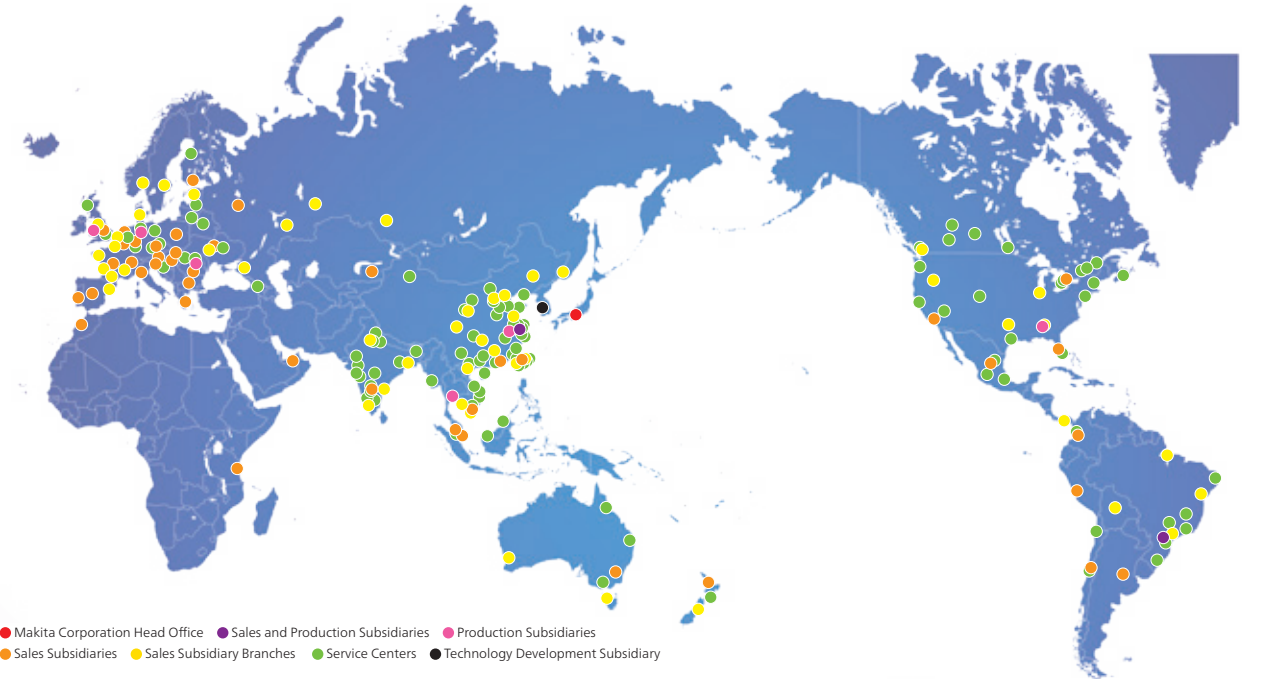 Makita Corporation Head Office Sales and Production Subsidiaries Production Subsidiaries
Sales Subsidiaries Sales Subsidiary Branches Service Centers Technology Development Subsidiary